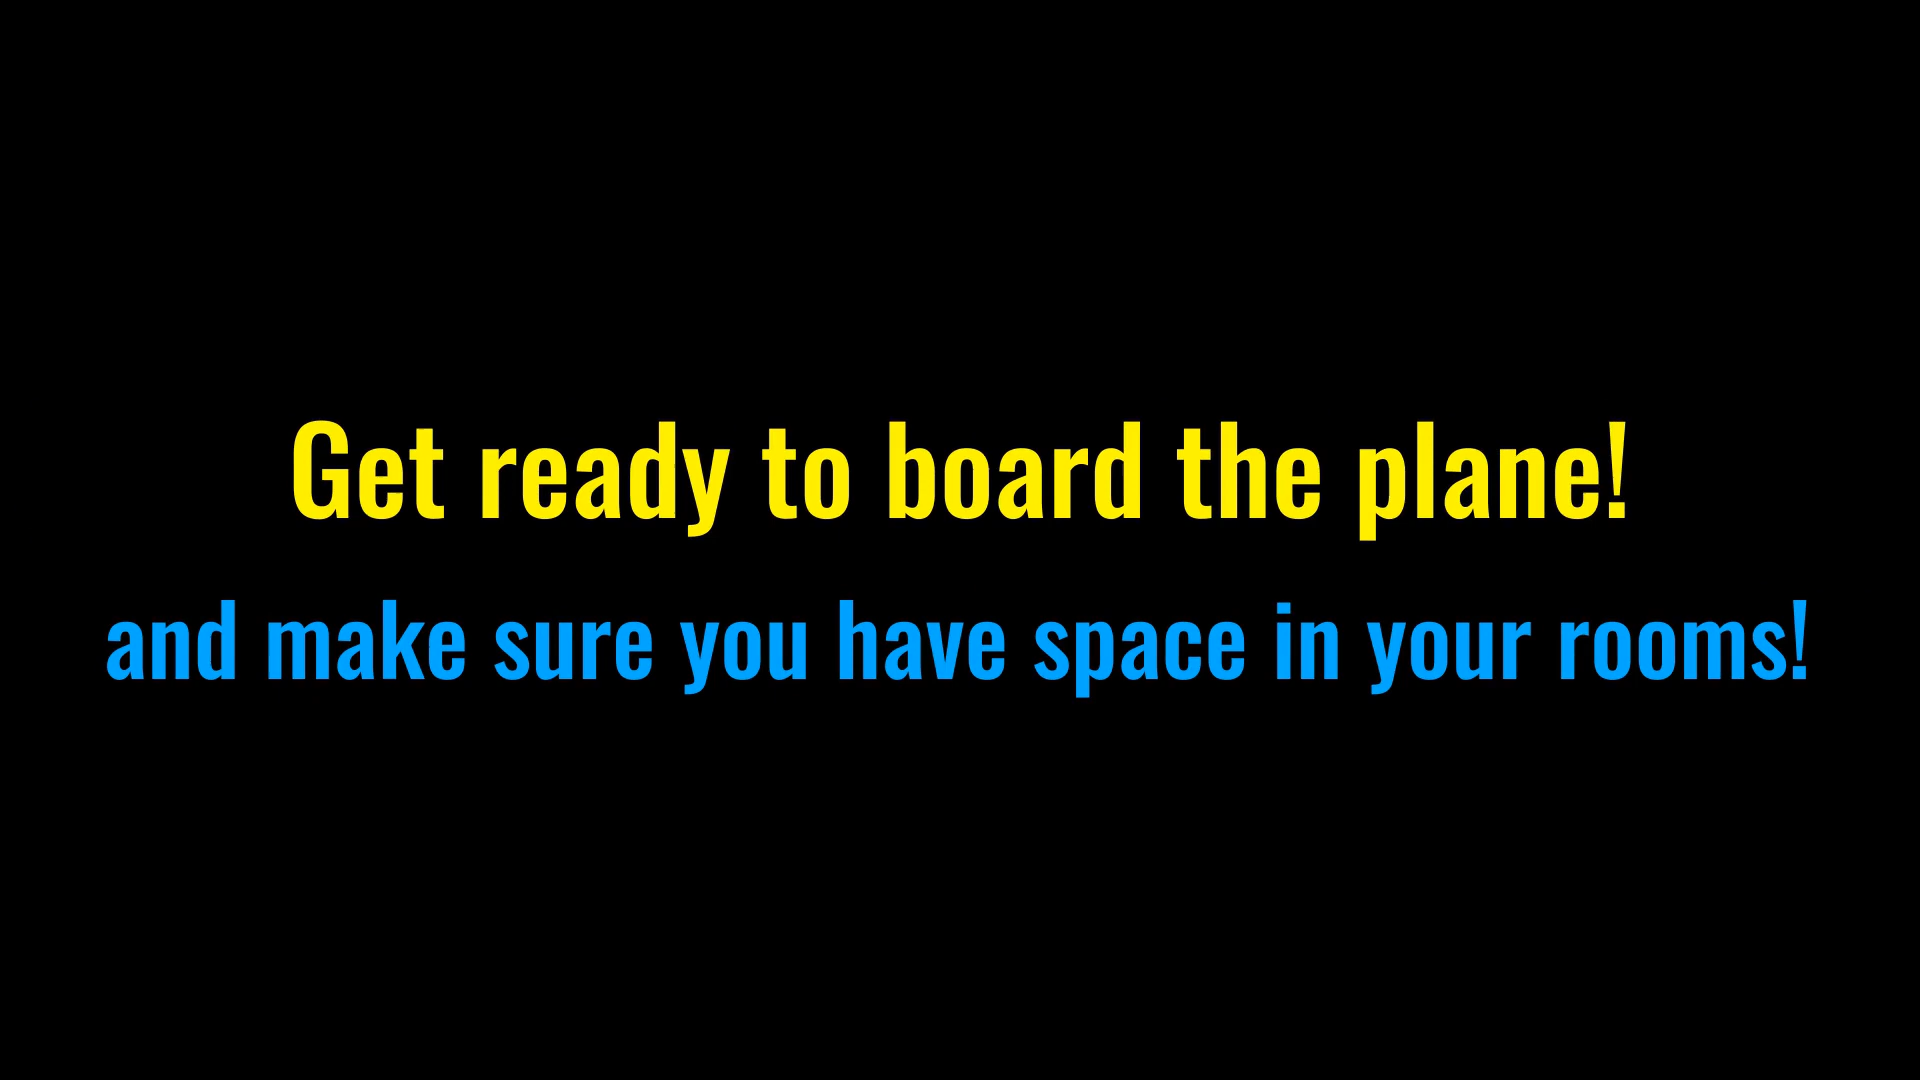 Get ready to board the plane!
and make sure you have space in your rooms!